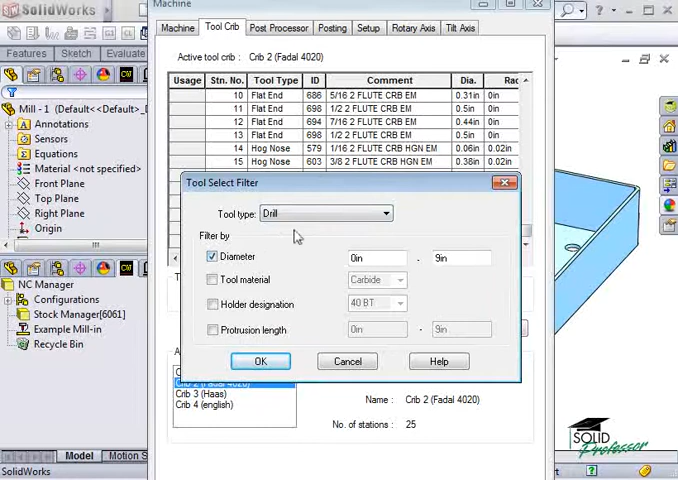 SolidWorks
Machine
Features Sketch Evaluate
Machine Tool Crib Post Processor Posting Setup Rotary Axis Tilt Axis
Active tool crib : Crib 2 (Fadal 4020)
Usage Stn. No. Tool Type ID Comment Dia. Rac
10 Flat End 686 5/16 2 FLUTE CRB EM 0.31in 0in
11 Flat End 698 1/2 2 FLUTE CRB EM 0.5in 0in
12 Flat End 694 7/16 2 FLUTE CRB EM 0.44in 0in
13 Flat End 698 1/2 2 FLUTE CRB EM 0.5in 0in
14 Hog Nose 579 1/16 2 FLUTE CRB HGN EM 0.06in 0.02in
15 Hog Nose 603 3/8 2 FLUTE CRB HGN EM 0.38in 0.02in
Mill - 1 (Default<<Default>_D
Annotations
Sensors
Equations
Material <not specified>
Front Plane
Top Plane
Right Plane
Origin
NC Manager
Configurations
Stock Manager[6061]
Example Mill-in
Recycle Bin
Tool Select Filter
Tool type: Drill
Filter by
Diameter 0in - 9in
Tool material Carbide
Holder designation 40 BT
Protrusion length 0in - 9in
OK Cancel Help
Crib 2 (Fadal 4020)
Crib 3 (Haas)
Crib 4 (english)
Name : Crib 2 (Fadal 4020)
No. of stations : 25
Model Motion S
SolidWorks
SOLID
Professor